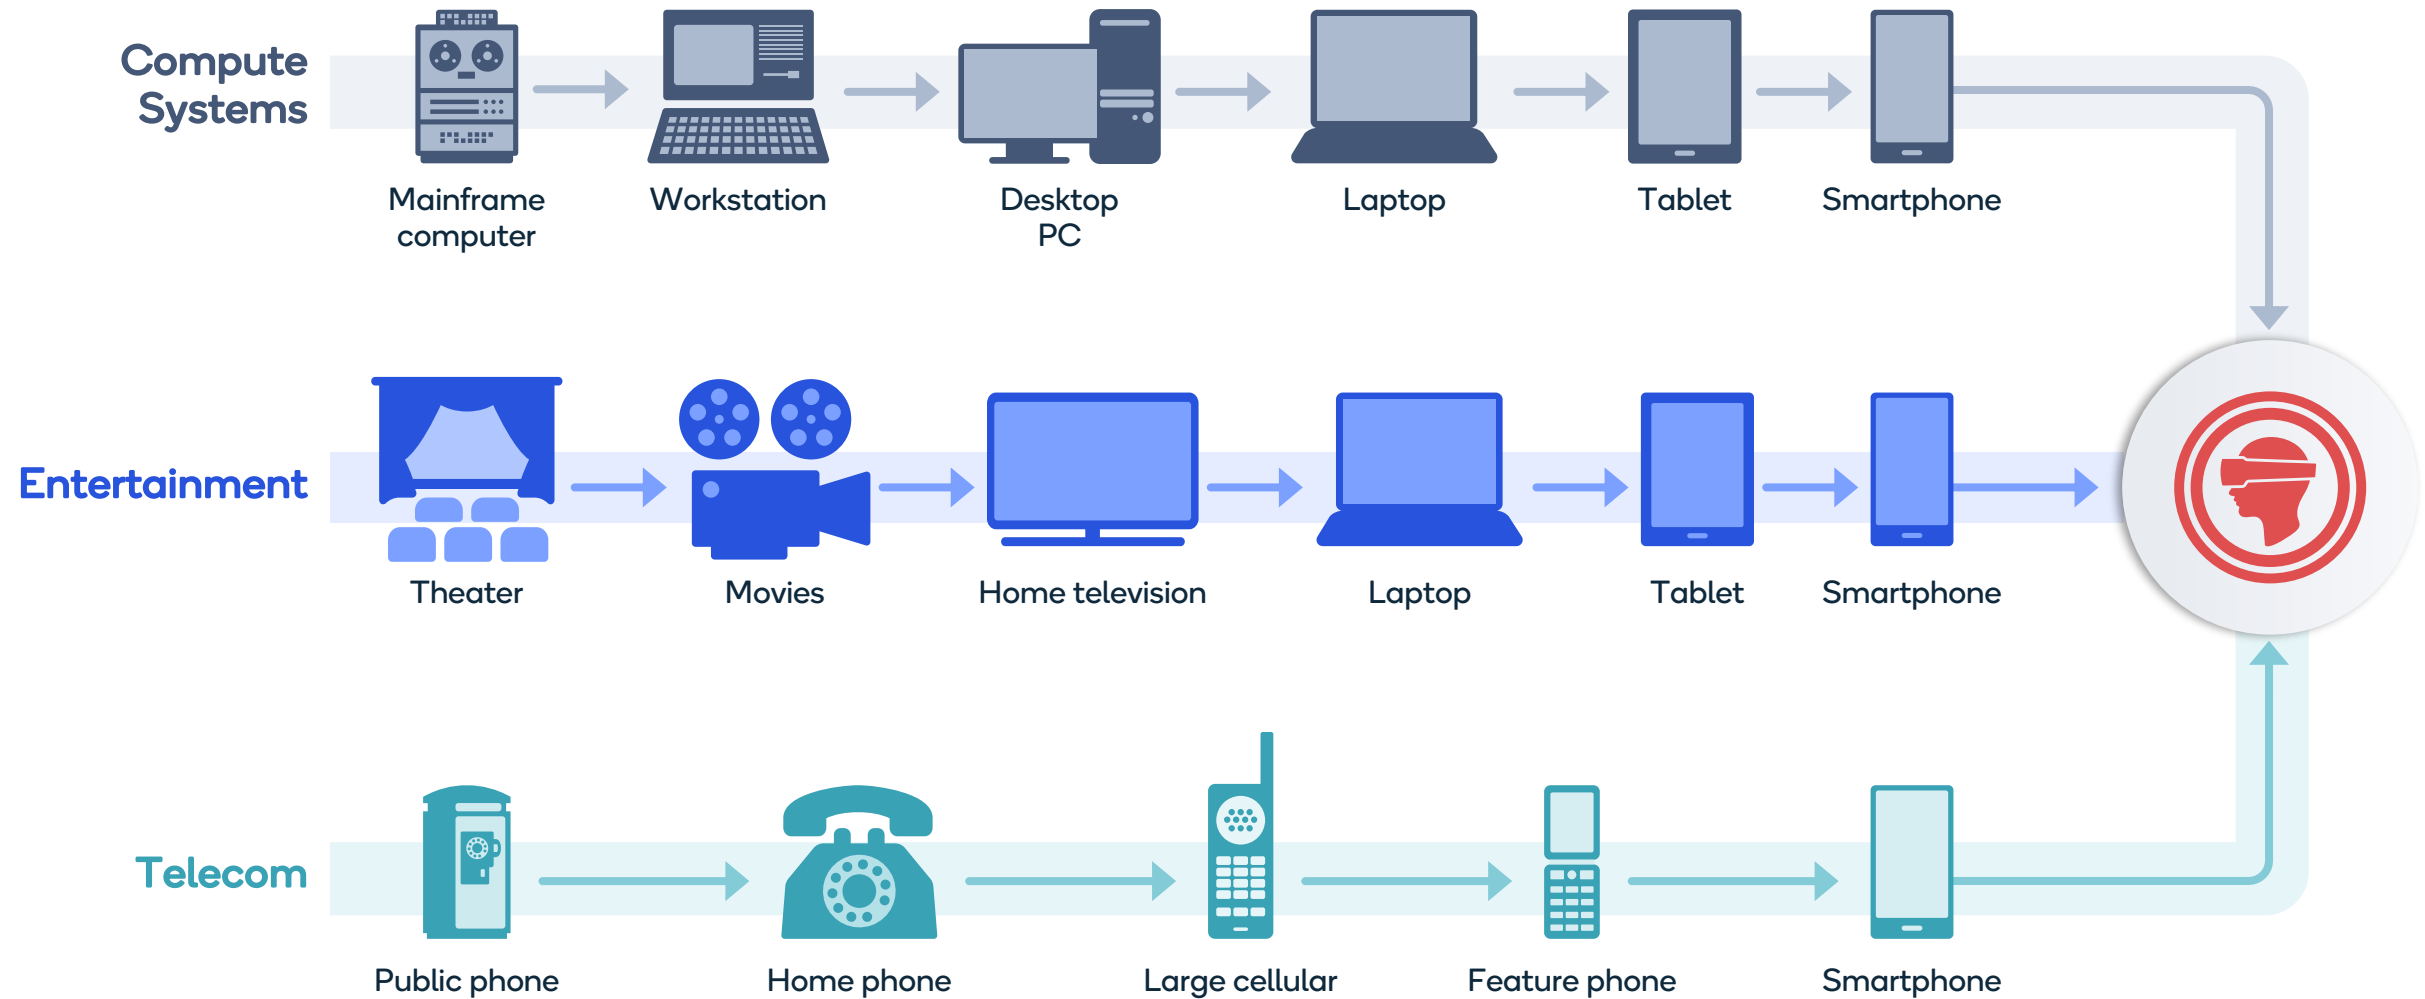 Compute
Systems
Mainframe
computer
Workstation
Desktop
PC
Laptop
Tablet
Smartphone
Entertainment
Theater
Movies
Home television
Laptop
Tablet
Smartphone
Telecom
Public phone
Home phone
Large cellular
Feature phone
Smartphone